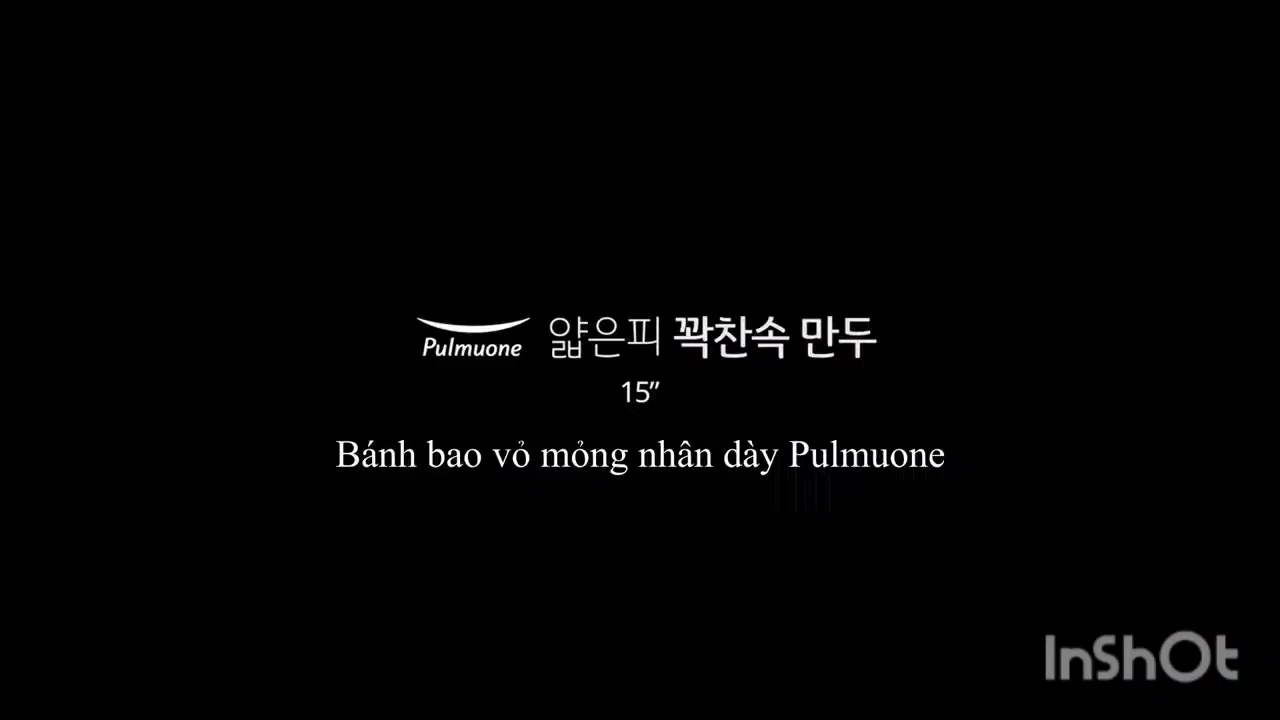 Pulmuone 얇은피 꽉찬속 만두
15”
Bánh bao vỏ mỏng nhân dày Pulmuone
InShOt